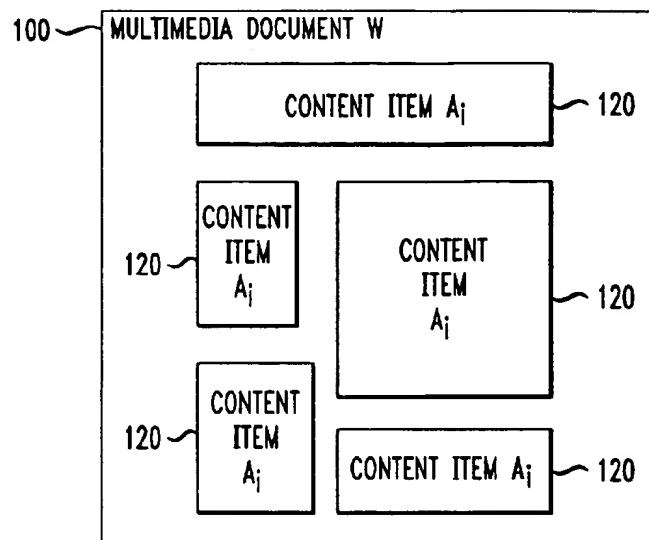 100 MULTIMEDIA DOCUMENT W
CONTENT ITEM Ai 120
CONTENT
ITEM
Ai
120
CONTENT
ITEM
Ai
120
CONTENT
ITEM
Ai
120
CONTENT ITEM Ai 120